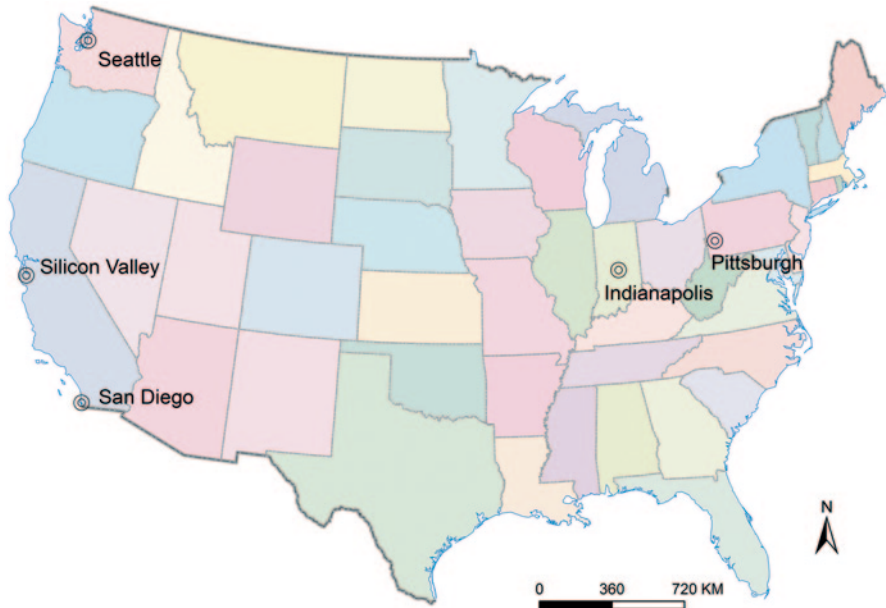 Seattle
Silicon Valley
Pittsburgh
Indianapolis
San Diego
N
0 360 720 KM